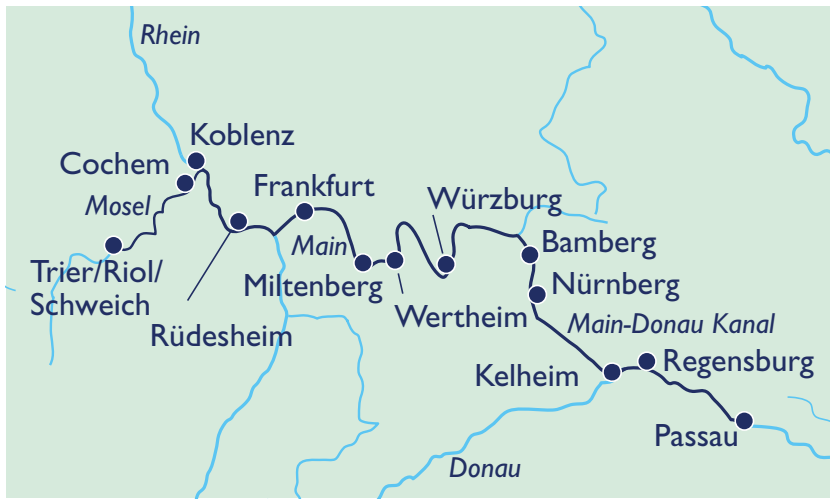 Rhein
Koblenz
Cochem
Mosel
Frankfurt
Würzburg
Main
Trier/Riol/
Schweich
Rüdesheim
Miltenberg
Wertheim
Bamberg
Nürnberg
Main-Donau Kanal
Kelheim
Regensburg
Passau
Donau